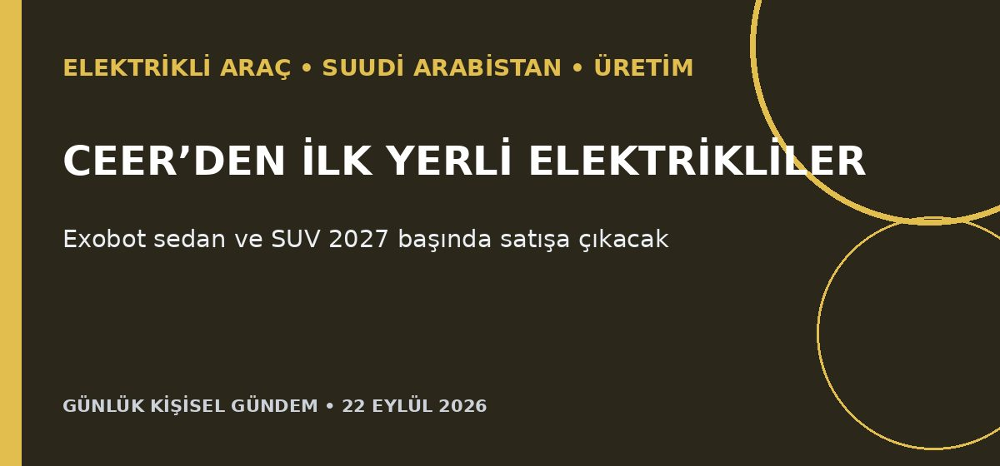 ELEKTRİKLİ ARAÇ • SUUDİ ARABİSTAN • ÜRETİM
CEER’DEN İLK YERLİ ELEKTRİKLİLER
Exobot sedan ve SUV 2027 başında satışa çıkacak
GÜNLÜK KİŞİSEL GÜNDEM • 22 EYLÜL 2026